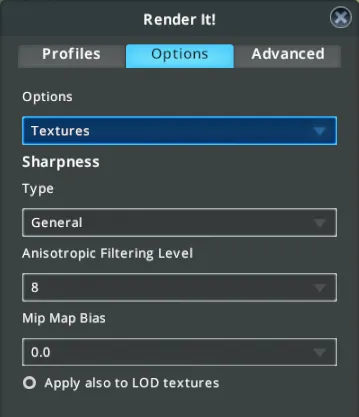 Render It!
Profiles Options Advanced
Options
Textures
Sharpness
Type
General
Anisotropic Filtering Level
8
Mip Map Bias
0.0
Apply also to LOD textures